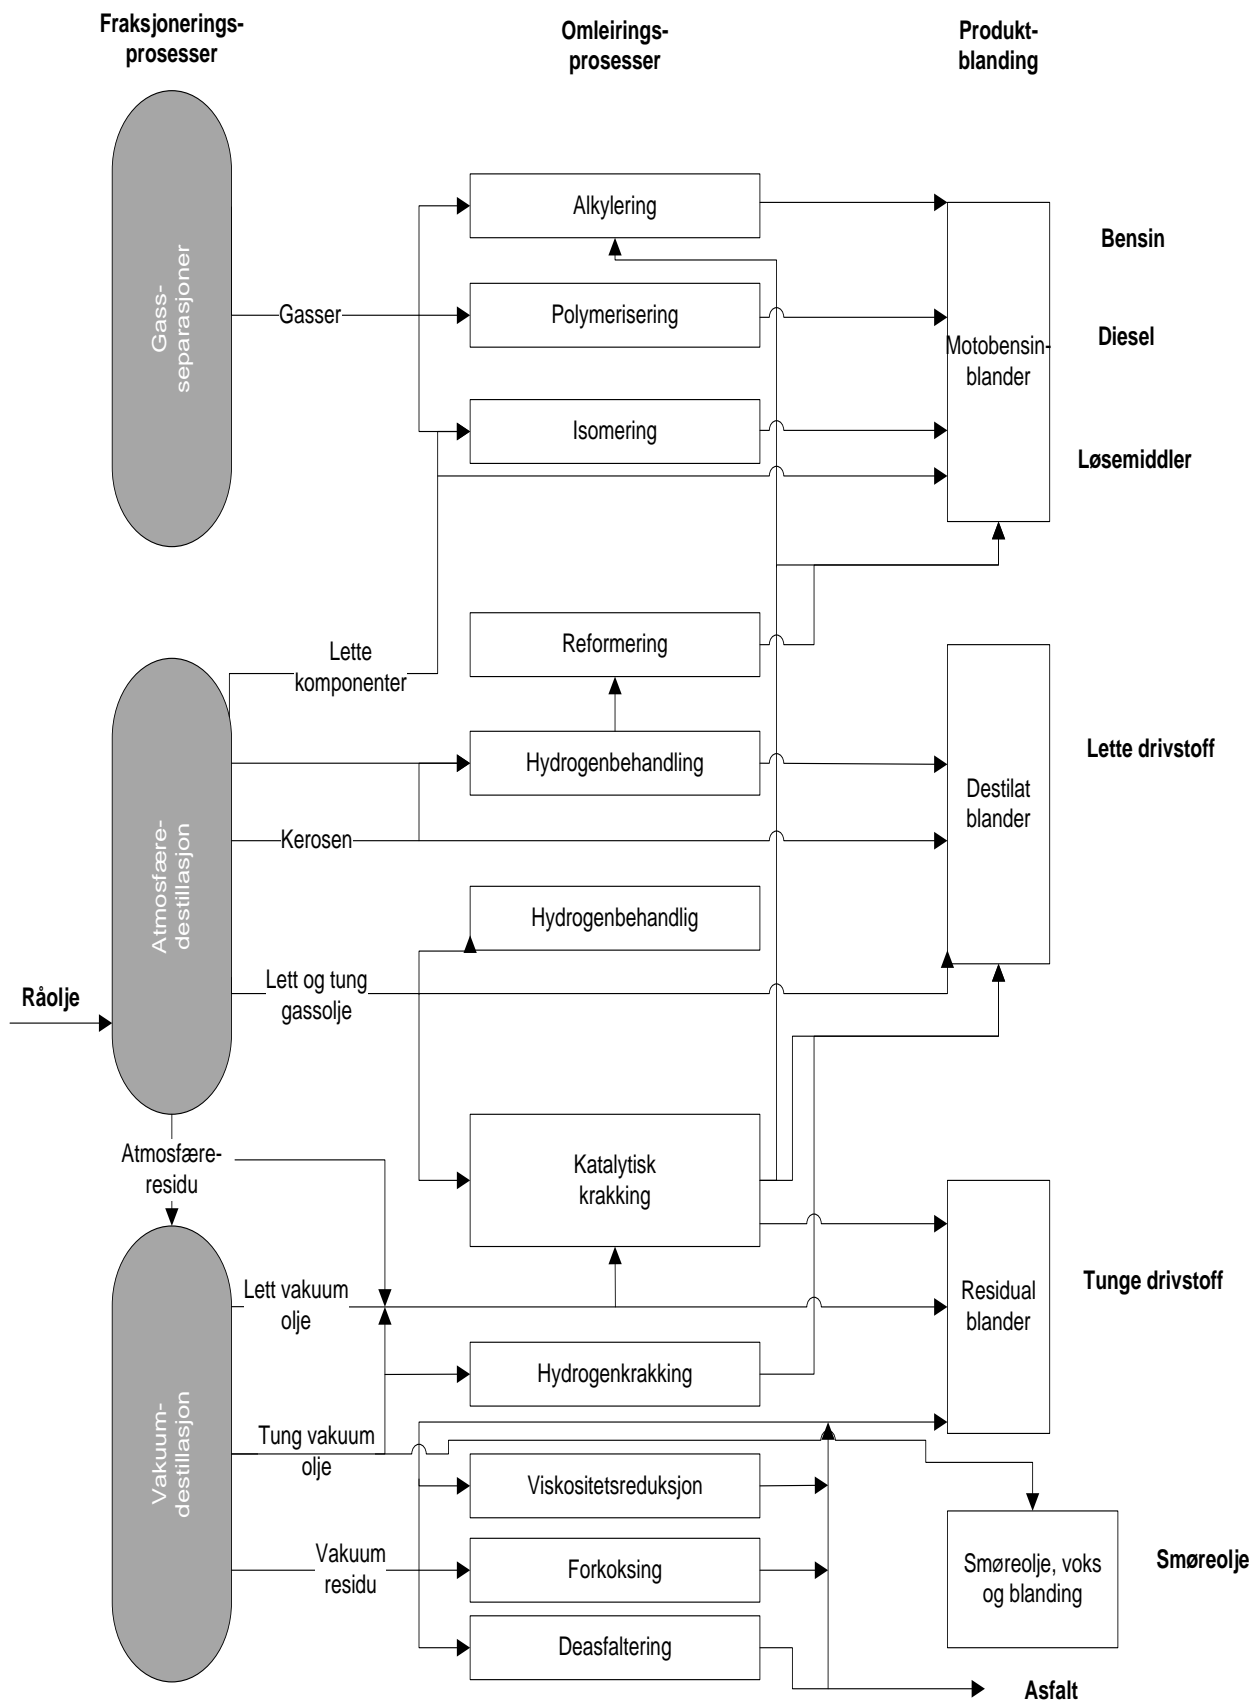 Fraksjonerings-
prosesser
Omleirings-
prosesser
Produkt-
blanding
Gass-
separasjoner
Gasser
Alkylering
Polymerisering
Isomering
Motobensin-
blander
Bensin
Diesel
Løsemiddler
Lette
komponenter
Reformering
Hydrogenbehandling
Kerosen
Hydrogenbehandlig
Destilat
blander
Lette drivstoff
Atmosfære-
destillasjon
Lett og tung
gassolje
Råolje
Atmosfære-
residu
Katalytisk
krakking
Lett vakuum
olje
Hydrogenkrakking
Residual
blander
Tunge drivstoff
Vakuum-
destillasjon
Tung vakuum
olje
Viskositetsreduksjon
Vakuum
residu
Forkoksing
Deasfaltering
Smøreolje, voks
og blanding
Smøreolje
Asfalt